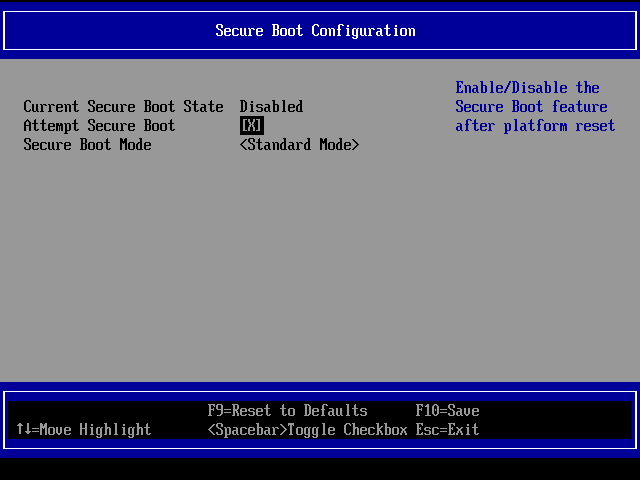 Secure Boot Configuration
Enable/Disable the
Current Secure Boot State Disabled Secure Boot feature
Attempt Secure Boot [X] after platform reset
Secure Boot Mode <Standard Mode>
F9=Reset to Defaults F10=Save
↑↓=Move Highlight <Spacebar>Toggle Checkbox Esc=Exit